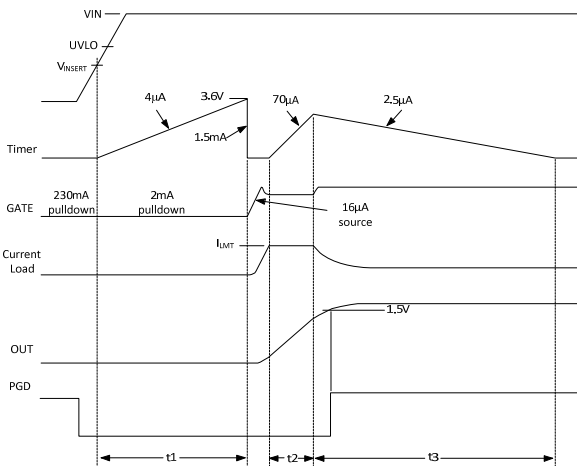 VIN
UVLO
VINSERT
4μA
3.6V
70μA
2.5μA
1.5mA
Timer
230mA
pulldown
2mA
pulldown
GATE
16μA
source
ILMT
Current
Load
1.5V
OUT
PGD
t1
t2
t3